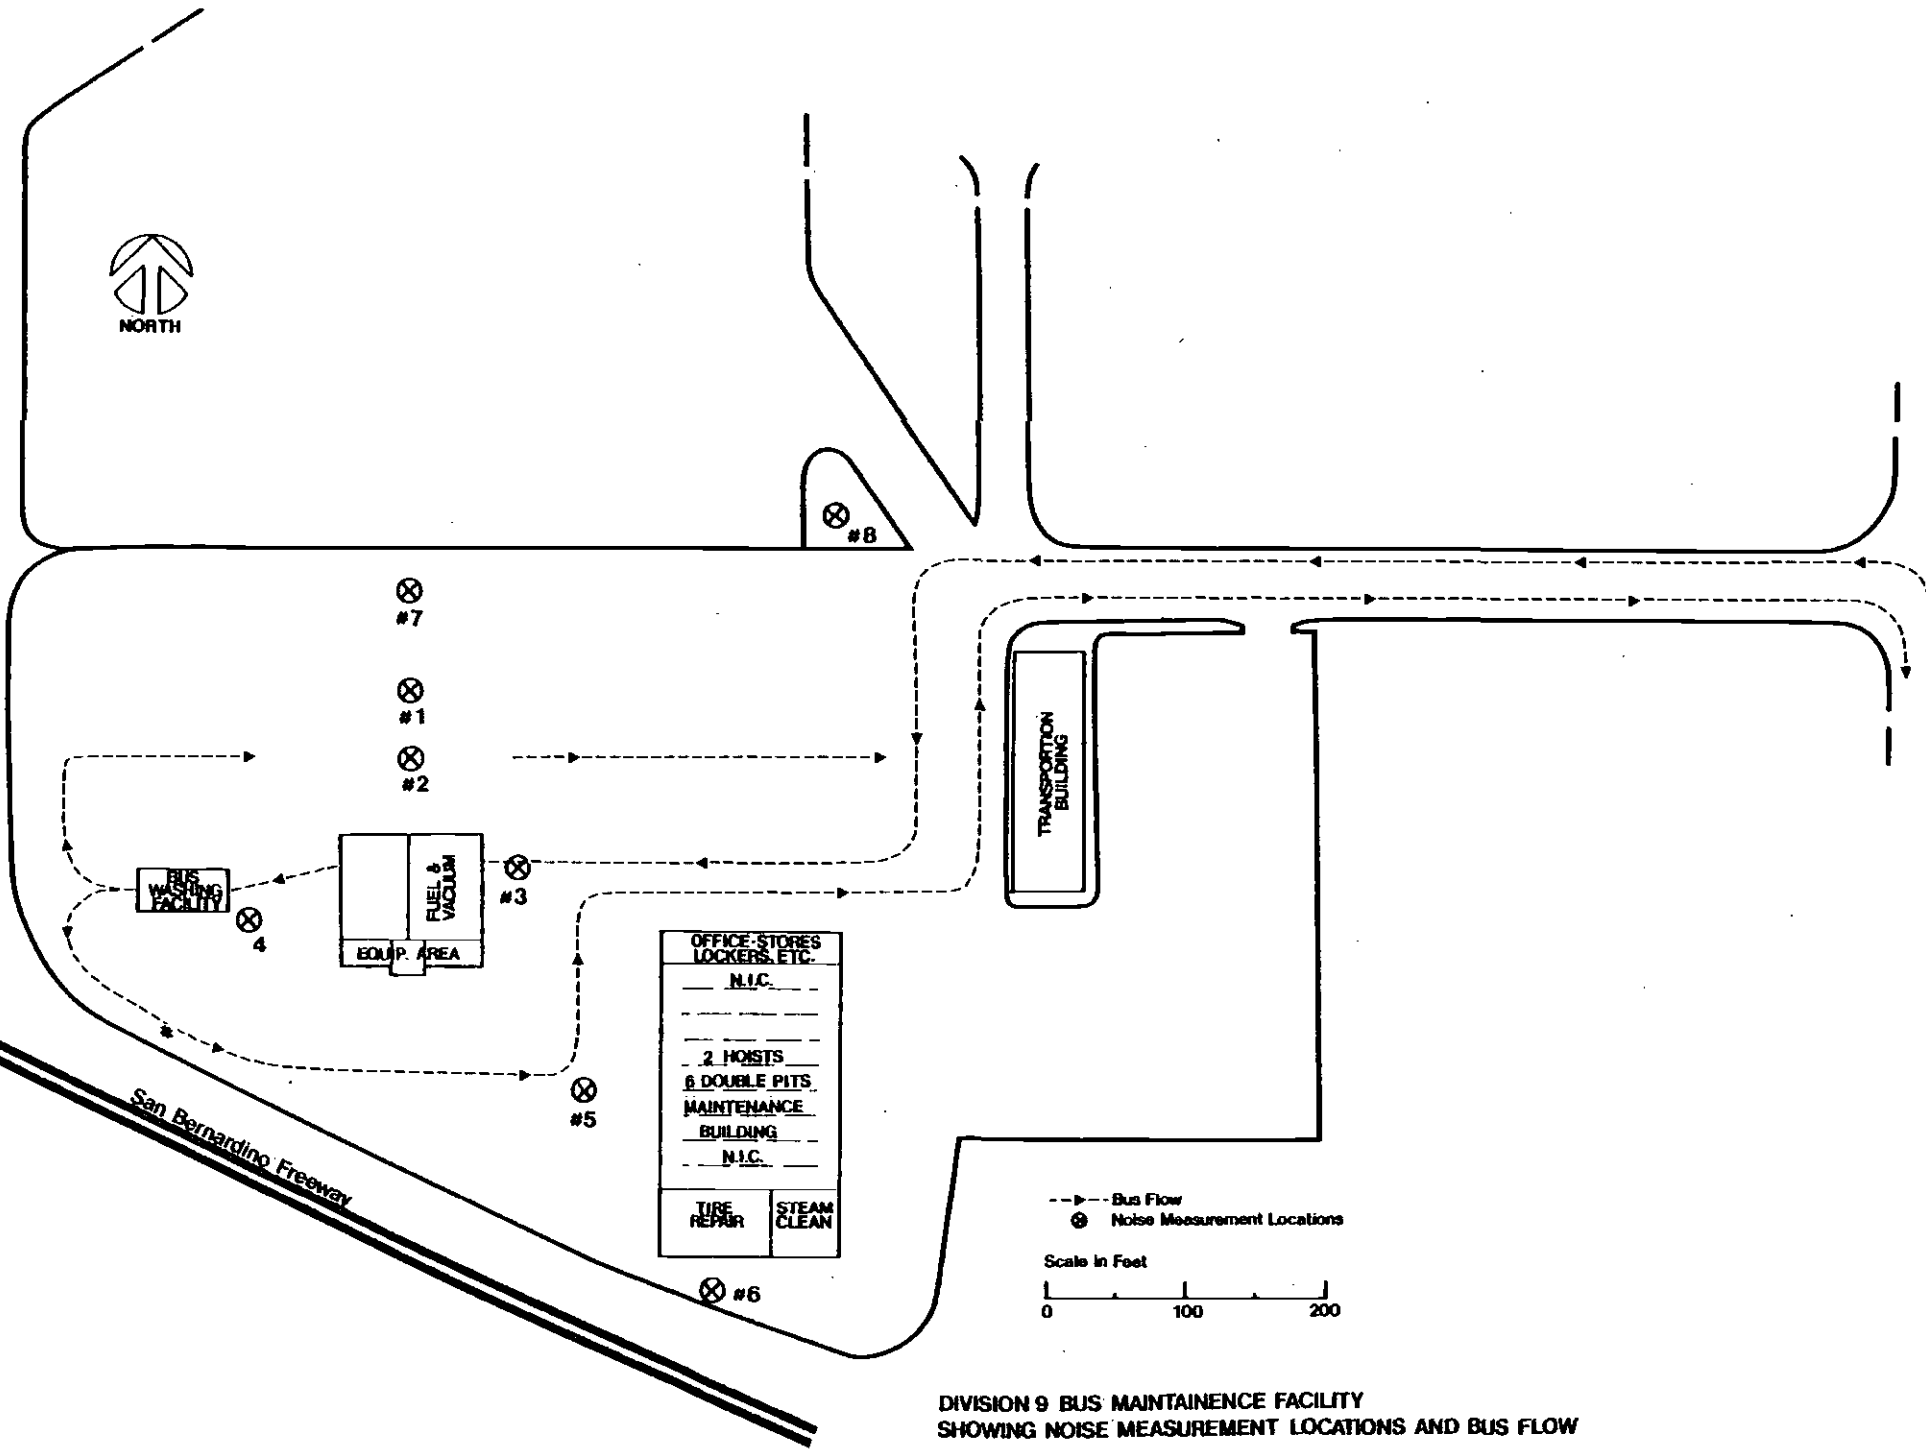 NORTH
#8
#7
#1
#2
TRANSPORTION
BUILDING
BUS
WASHING
FACILITY
FUEL &
VACUUM
#3
4
EQUIP. AREA
OFFICE-STORES
LOCKERS, ETC.
N.I.C.
#
2 HOISTS
6 DOUBLE PITS
MAINTENANCE
BUILDING
N.I.C.
#5
San Bernardino Freeway
TIRE
REPAIR
STEAM
CLEAN
#6
Bus Flow
Noise Measurement Locations
Scale in Feet
0 100 200
DIVISION 9 BUS MAINTAINENCE FACILITY
SHOWING NOISE MEASUREMENT LOCATIONS AND BUS FLOW